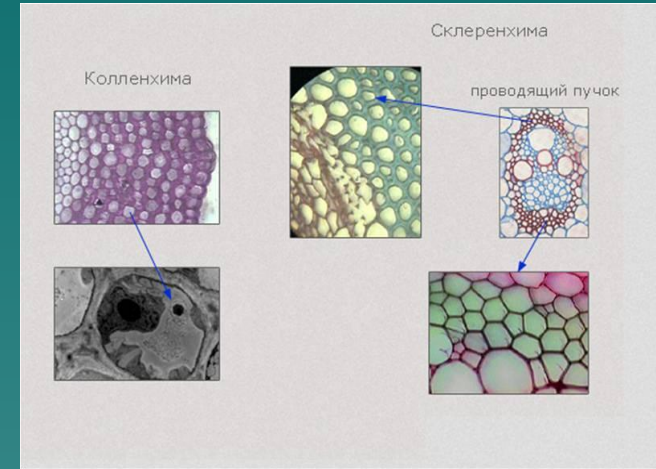 Склеренхима
Колленхима
проводящий пучок